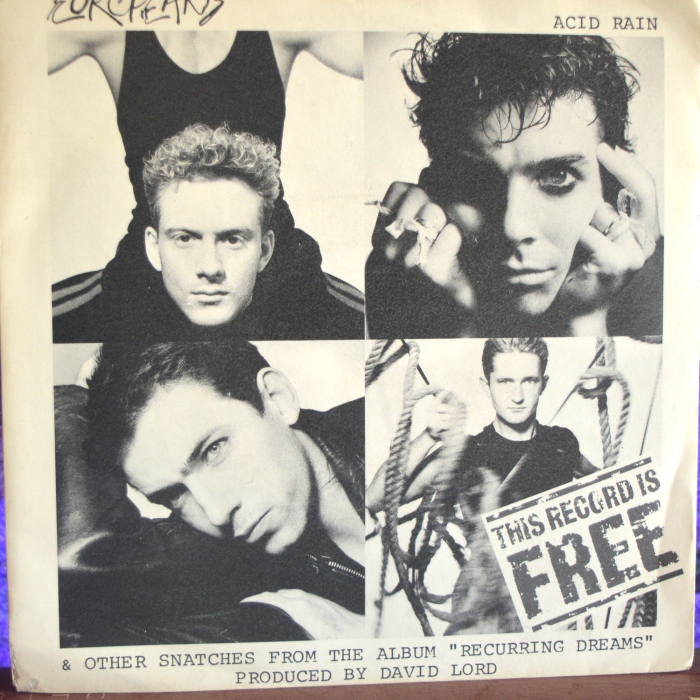 EUROPEANS
ACID RAIN
THIS RECORD IS
FREE
& OTHER SNATCHES FROM THE ALBUM "RECURRING DREAMS"
PRODUCED BY DAVID LORD